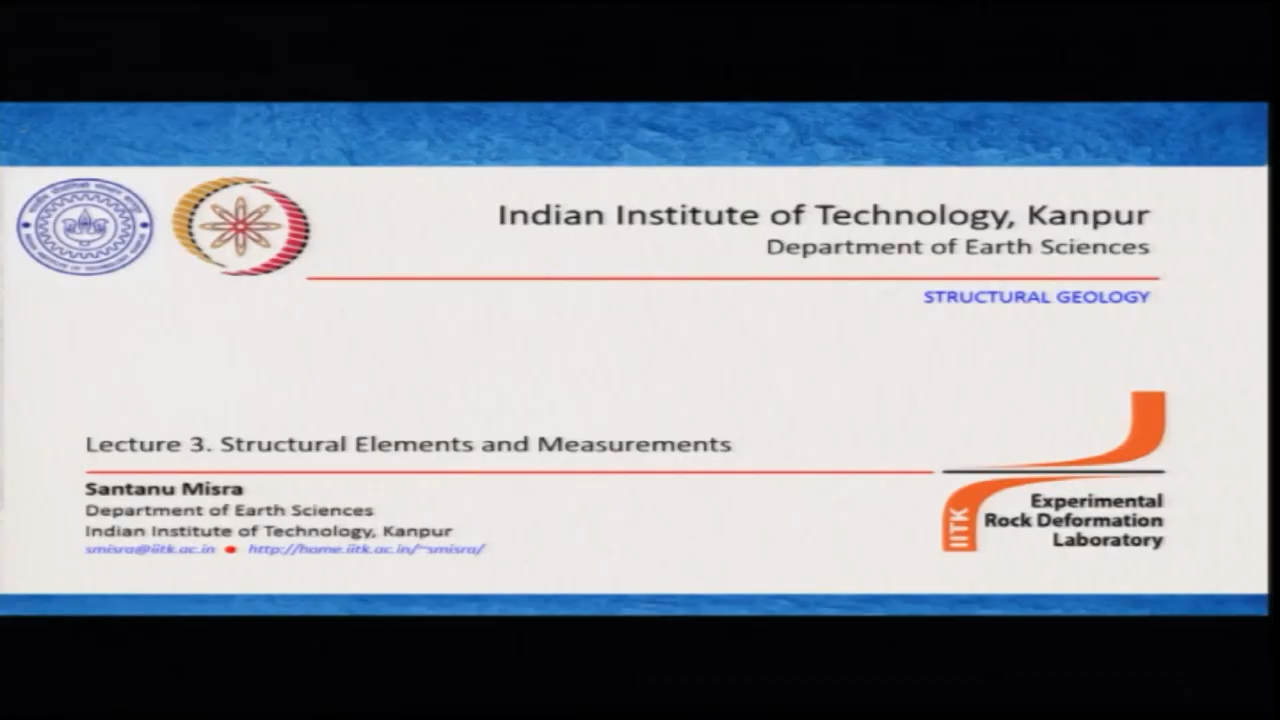 Indian Institute of Technology, Kanpur
Department of Earth Sciences
STRUCTURAL GEOLOGY
Lecture 3. Structural Elements and Measurements
Santanu Misra
Department of Earth Sciences
Indian Institute of Technology, Kanpur
smisra@iitk.ac.in • http://home.iitk.ac.in/~smisra/
IITK
Experimental
Rock Deformation
Laboratory